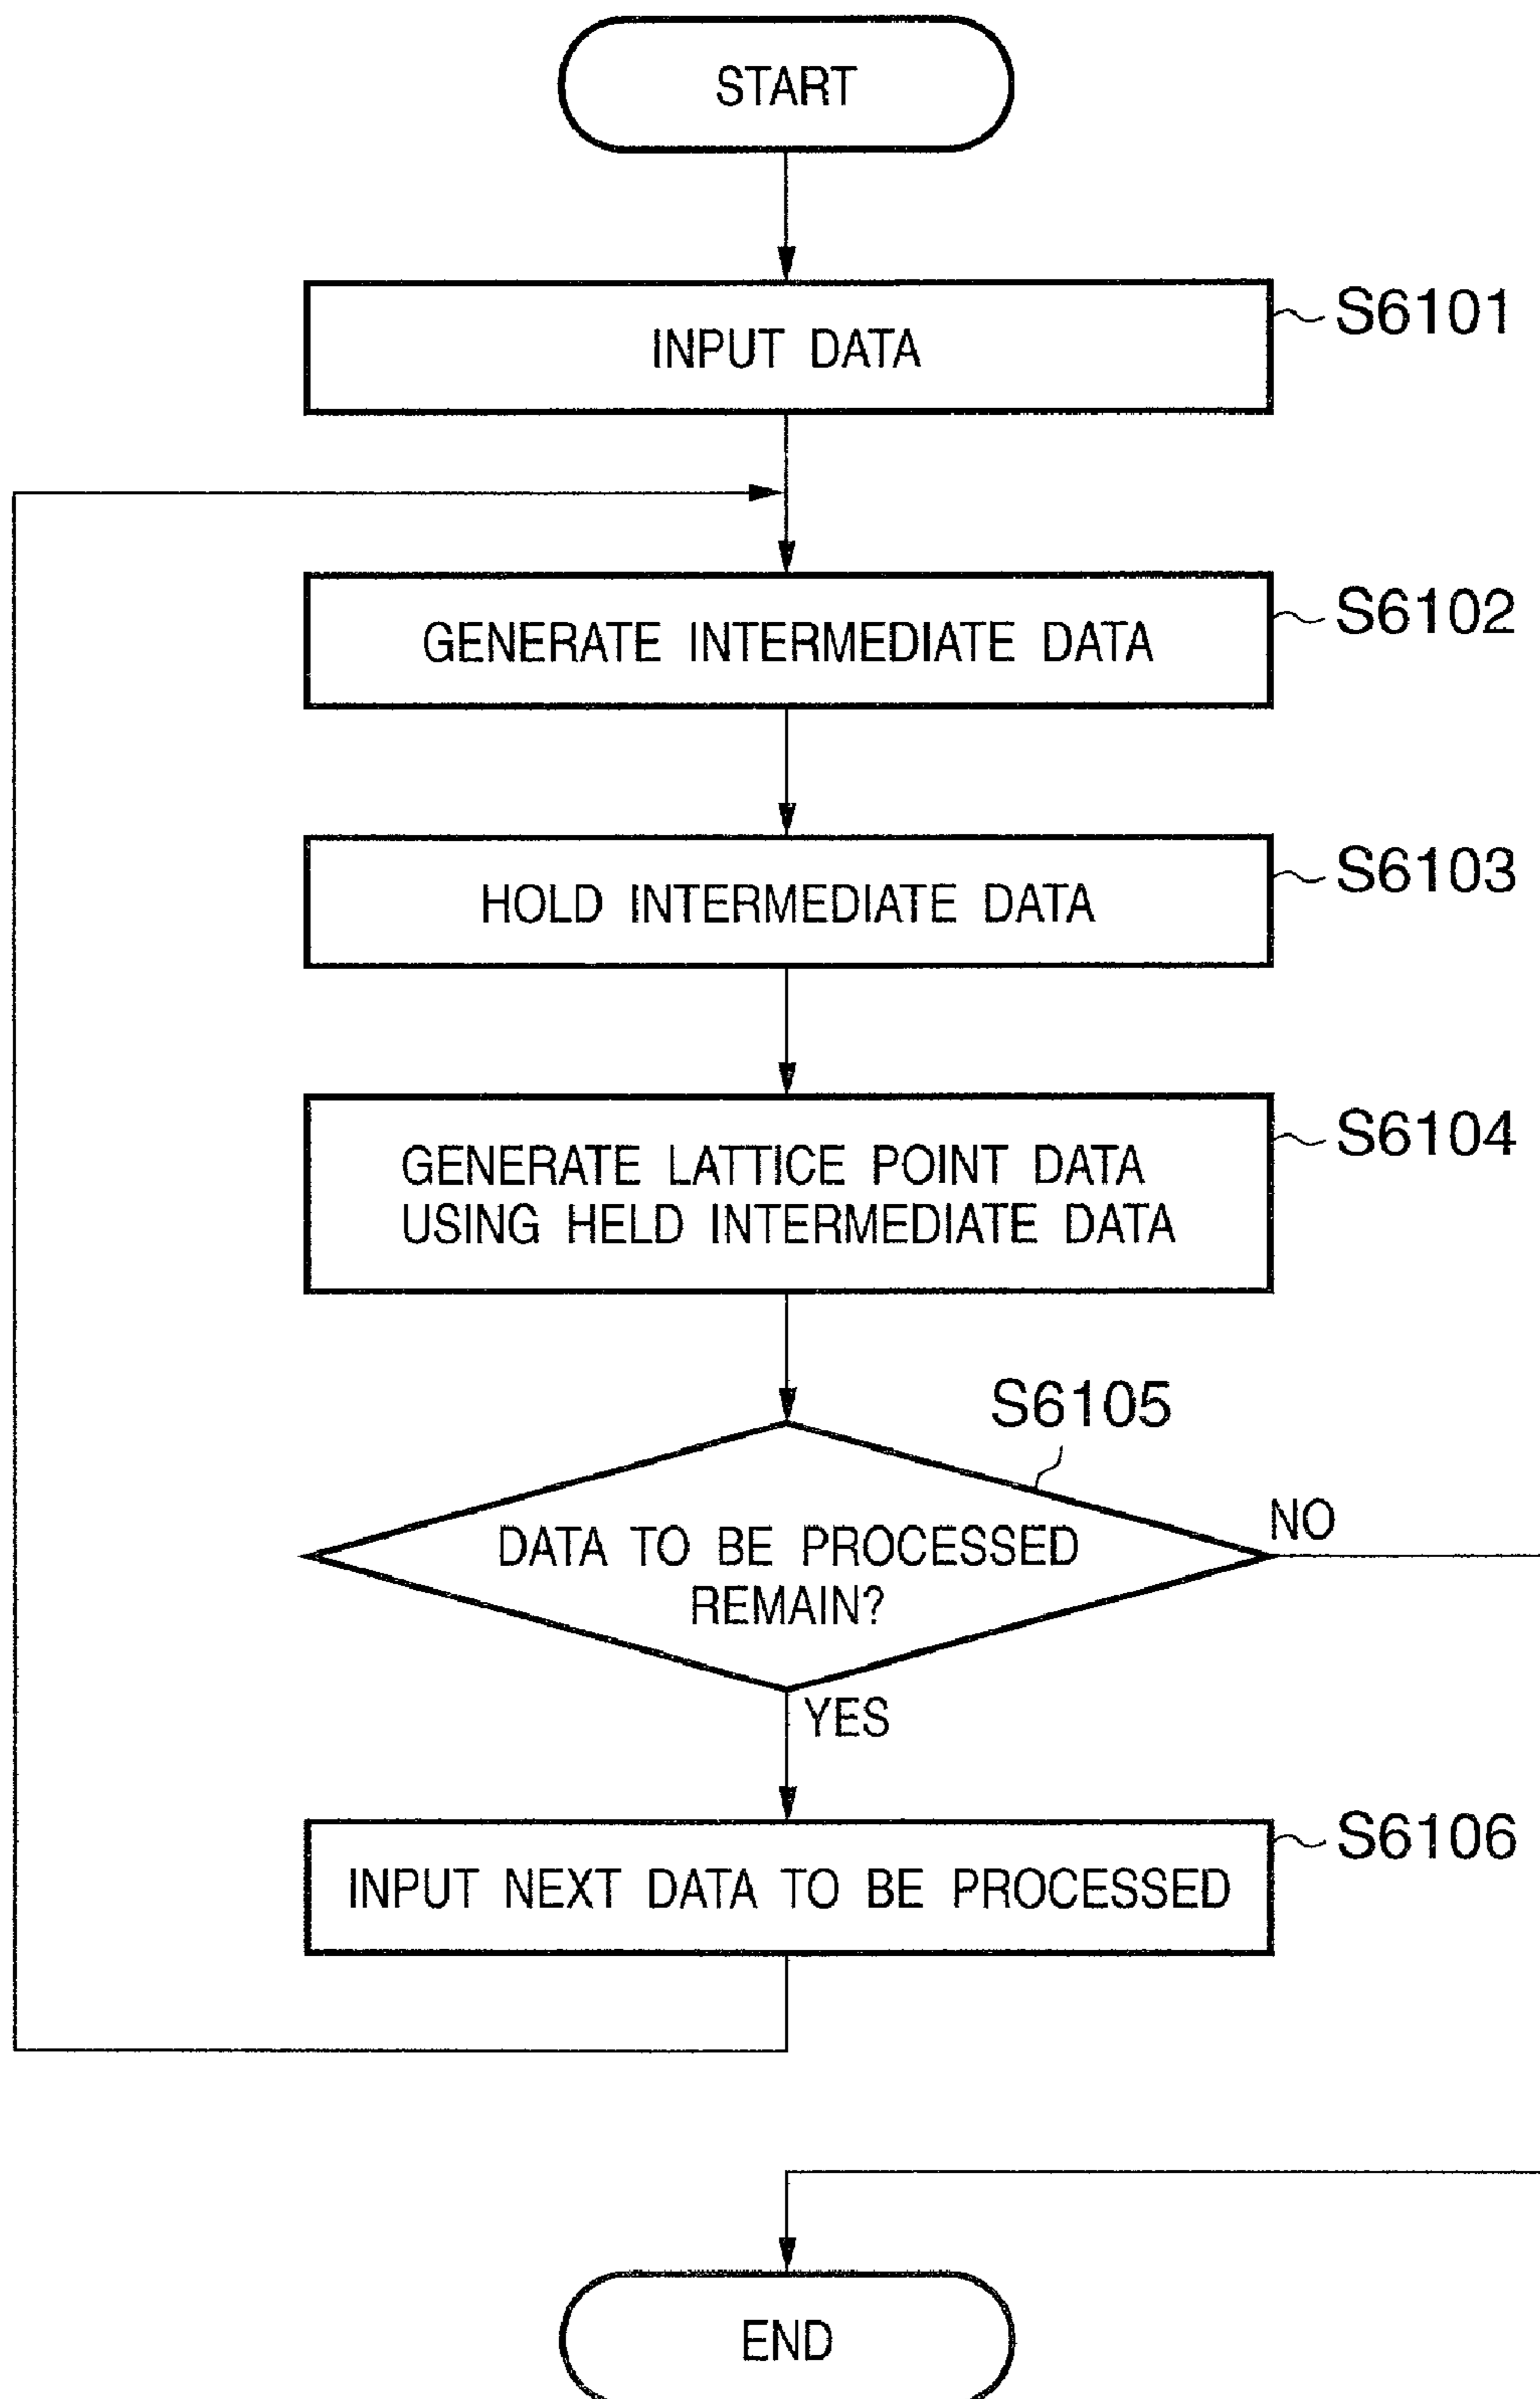 START
INPUT DATA
S6101
GENERATE INTERMEDIATE DATA
S6102
HOLD INTERMEDIATE DATA
S6103
GENERATE LATTICE POINT DATA
USING HELD INTERMEDIATE DATA
S6104
S6105
DATA TO BE PROCESSED
REMAIN?
NO
YES
INPUT NEXT DATA TO BE PROCESSED
S6106
END